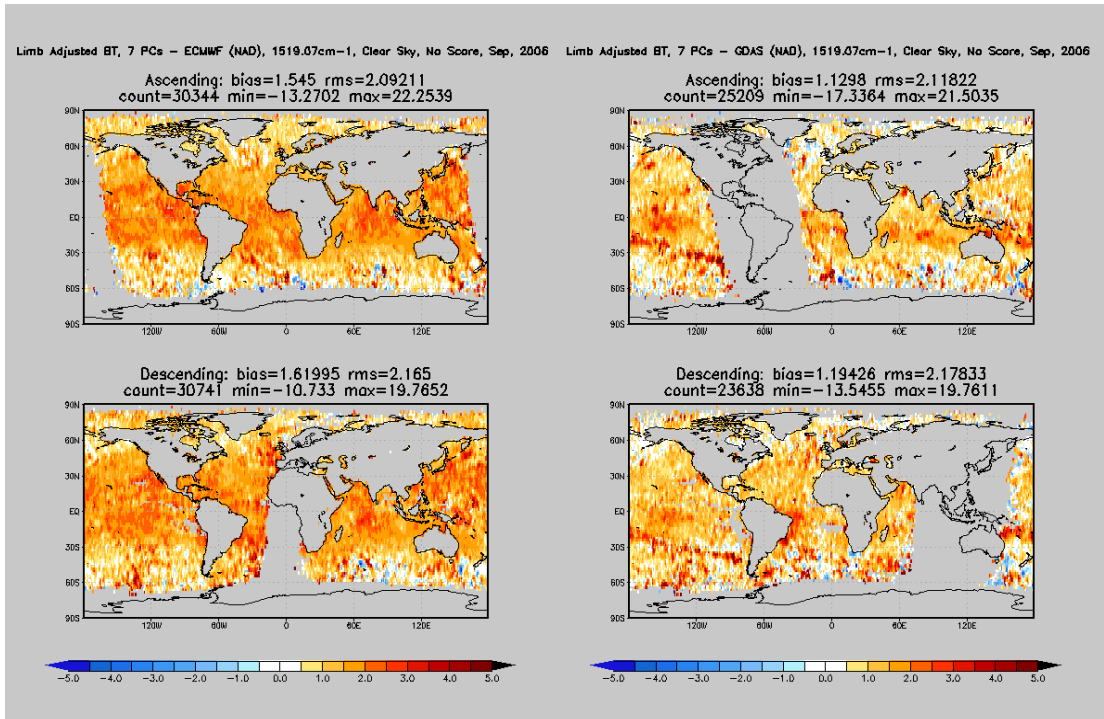 Limb Adjusted BT, 7 PCs - ECMWF (NAD), 1519.07cm-1, Clear Sky, No Score, Sep, 2006
Ascending: bias=1.545 rms=2.09211
count=30344 min=-13.2702 max=22.2539
90N
60N
30N
EQ
30S
60S
90S
120W 60W 0 60E 120E
Descending: bias=1.61995 rms=2.165
count=30741 min=-10.733 max=19.7652
90N
60N
30N
EQ
30S
60S
90S
120W 60W 0 60E 120E
-5.0 -4.0 -3.0 -2.0 -1.0 0.0 1.0 2.0 3.0 4.0 5.0
Limb Adjusted BT, 7 PCs - GDAS (NAD), 1519.07cm-1, Clear Sky, No Score, Sep, 2006
Ascending: bias=1.1298 rms=2.11822
count=25209 min=-17.3364 max=21.5035
90N
60N
30N
EQ
30S
60S
90S
120W 60W 0 60E 120E
Descending: bias=1.19426 rms=2.17833
count=23638 min=-13.5455 max=19.7611
90N
60N
30N
EQ
30S
60S
90S
120W 60W 0 60E 120E
-5.0 -4.0 -3.0 -2.0 -1.0 0.0 1.0 2.0 3.0 4.0 5.0